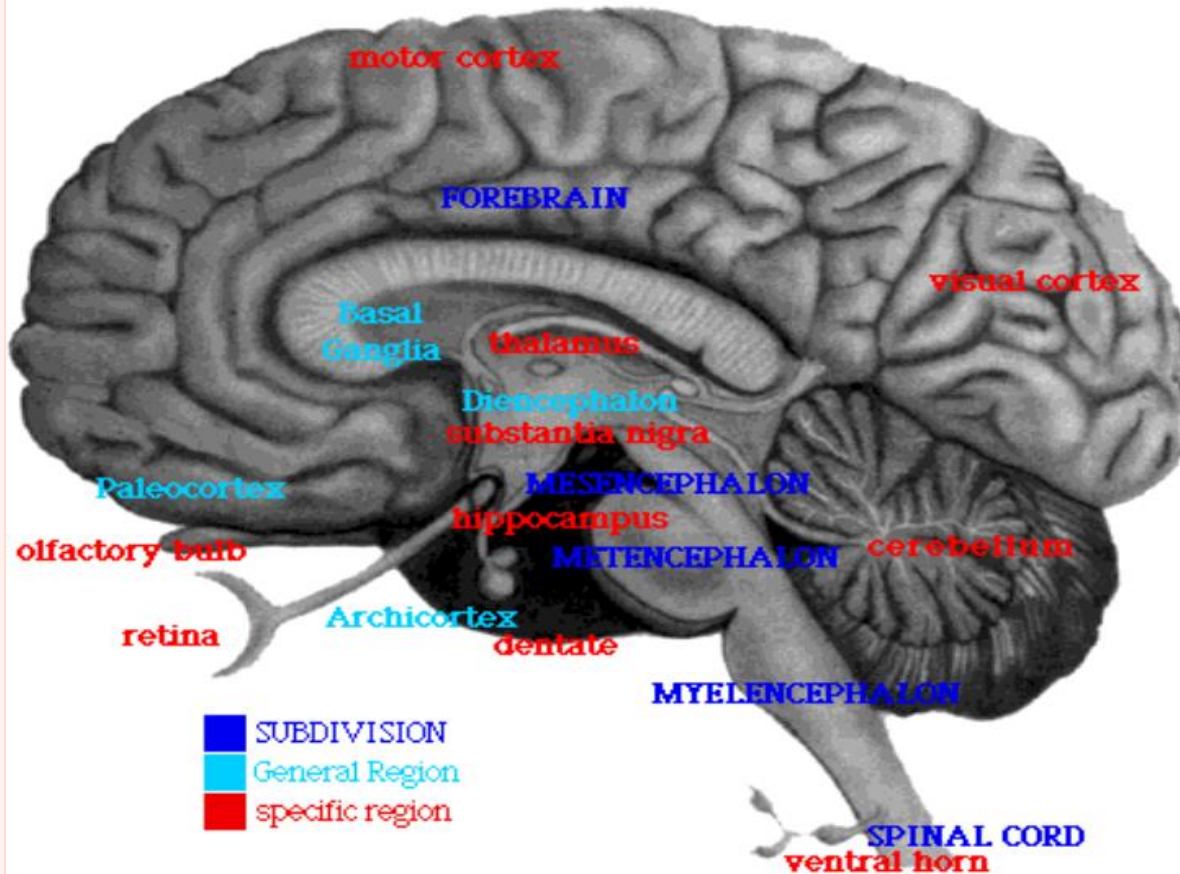 motor cortex
FOREBRAIN
visual cortex
Basal
Ganglia
thalamus
Diencephalon
substantia nigra
MESENCEPHALON
Paleocortex
hippocampus
olfactory bulb
METENCEPHALON
cerebellum
Archicortex
retina
dentate
MYELENCEPHALON
SUBDIVISION
General Region
specific region
SPINAL CORD
ventral horn